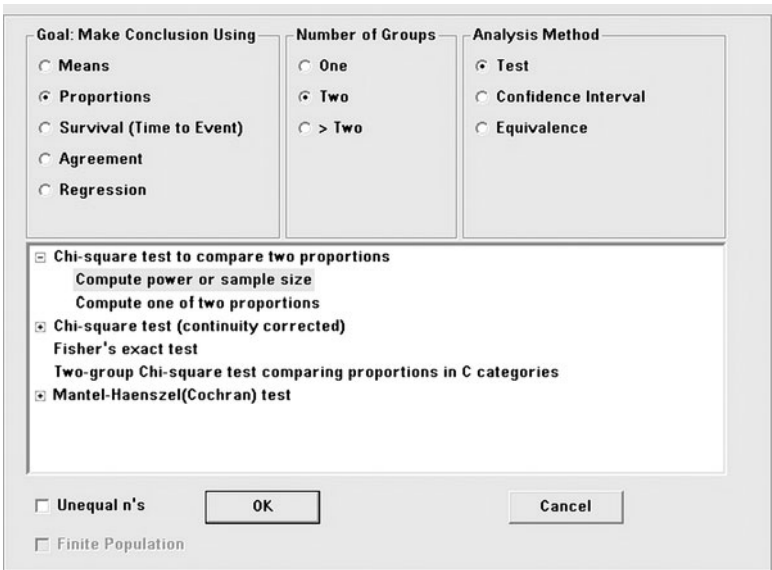 Goal: Make Conclusion Using
Means
Proportions
Survival (Time to Event)
Agreement
Regression
Number of Groups
One
Two
> Two
Analysis Method
Test
Confidence Interval
Equivalence
Chi-square test to compare two proportions
Compute power or sample size
Compute one of two proportions
Chi-square test (continuity corrected)
Fisher's exact test
Two-group Chi-square test comparing proportions in C categories
Mantel-Haenszel(Cochran) test
Unequal n's
OK
Cancel
Finite Population